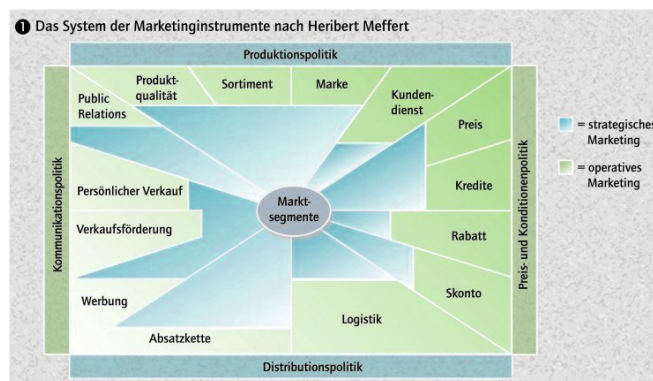 1 Das System der Marketinginstrumente nach Heribert Meffert
Produktionspolitik
Public
Relations
Produkt-
qualität
Sortiment
Marke
Kunden-
dienst
Preis
Kredite
Rabatt
Skonto
Logistik
Absatzkette
Werbung
Verkaufsförderung
Persönlicher Verkauf
Markt-
segmente
Kommunikationspolitik
Preis- und Konditionenpolitik
Distributionspolitik
= strategisches
Marketing
= operatives
Marketing